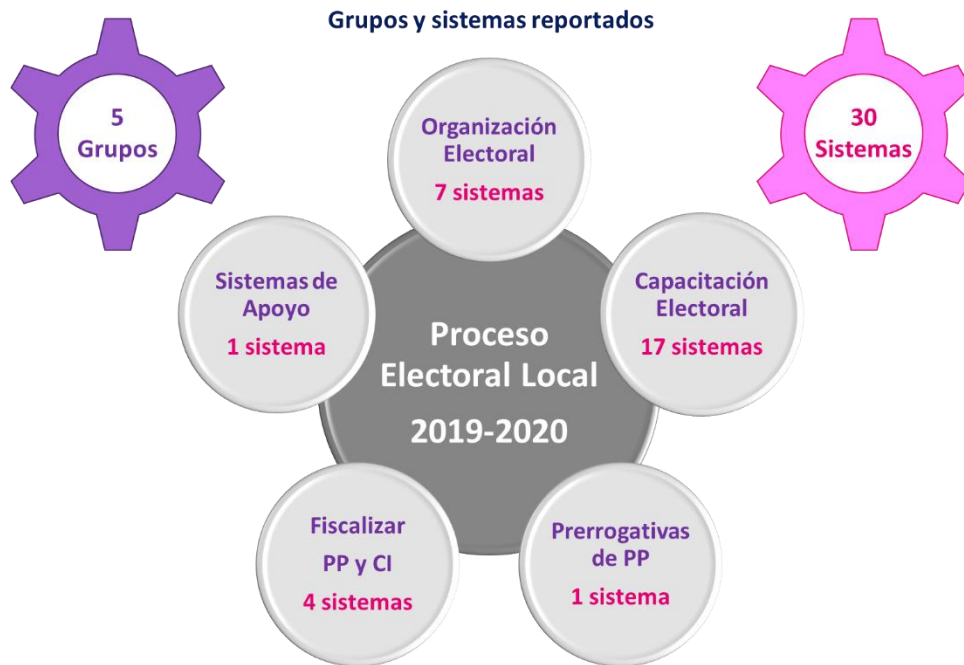 Grupos y sistemas reportados
5
Grupos
30
Sistemas
Organización
Electoral
7 sistemas
Sistemas de
Apoyo
1 sistema
Capacitación
Electoral
17 sistemas
Proceso
Electoral Local
2019-2020
Fiscalizar
PP y CI
4 sistemas
Prerrogativas
de PP
1 sistema